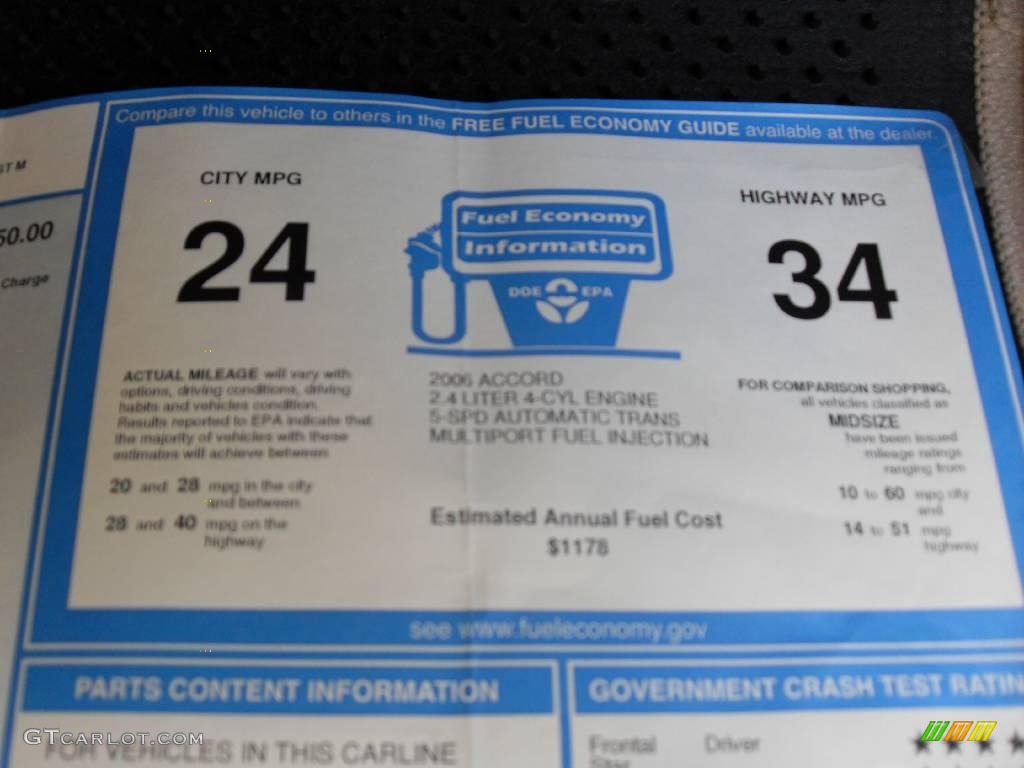 Compare this vehicle to others in the FREE FUEL ECONOMY GUIDE available at the dealer.
ST M
50.00
Charge
CITY MPG
24
Fuel Economy
Information
DOE EPA
HIGHWAY MPG
34
ACTUAL MILEAGE will vary with
options, driving conditions, driving
habits and vehicles condition.
Results reported to EPA indicate that
the majority of vehicles with these
estimates will achieve between
20 and 28 mpg in the city
and between
28 and 40 mpg on the
highway
2006 ACCORD
2.4 LITER 4-CYL ENGINE
5-SPD AUTOMATIC TRANS
MULTIPORT FUEL INJECTION
Estimated Annual Fuel Cost
$1178
FOR COMPARISON SHOPPING,
all vehicles classified as
MIDSIZE
have been issued
mileage ratings
ranging from
10 to 60 mpg city
and
14 to 51 mpg
highway
see www.fueleconomy.gov
PARTS CONTENT INFORMATION
FOR VEHICLES IN THIS CARLINE
GOVERNMENT CRASH TEST RATIN
Frontal Driver
Star
GTCARLOT.COM